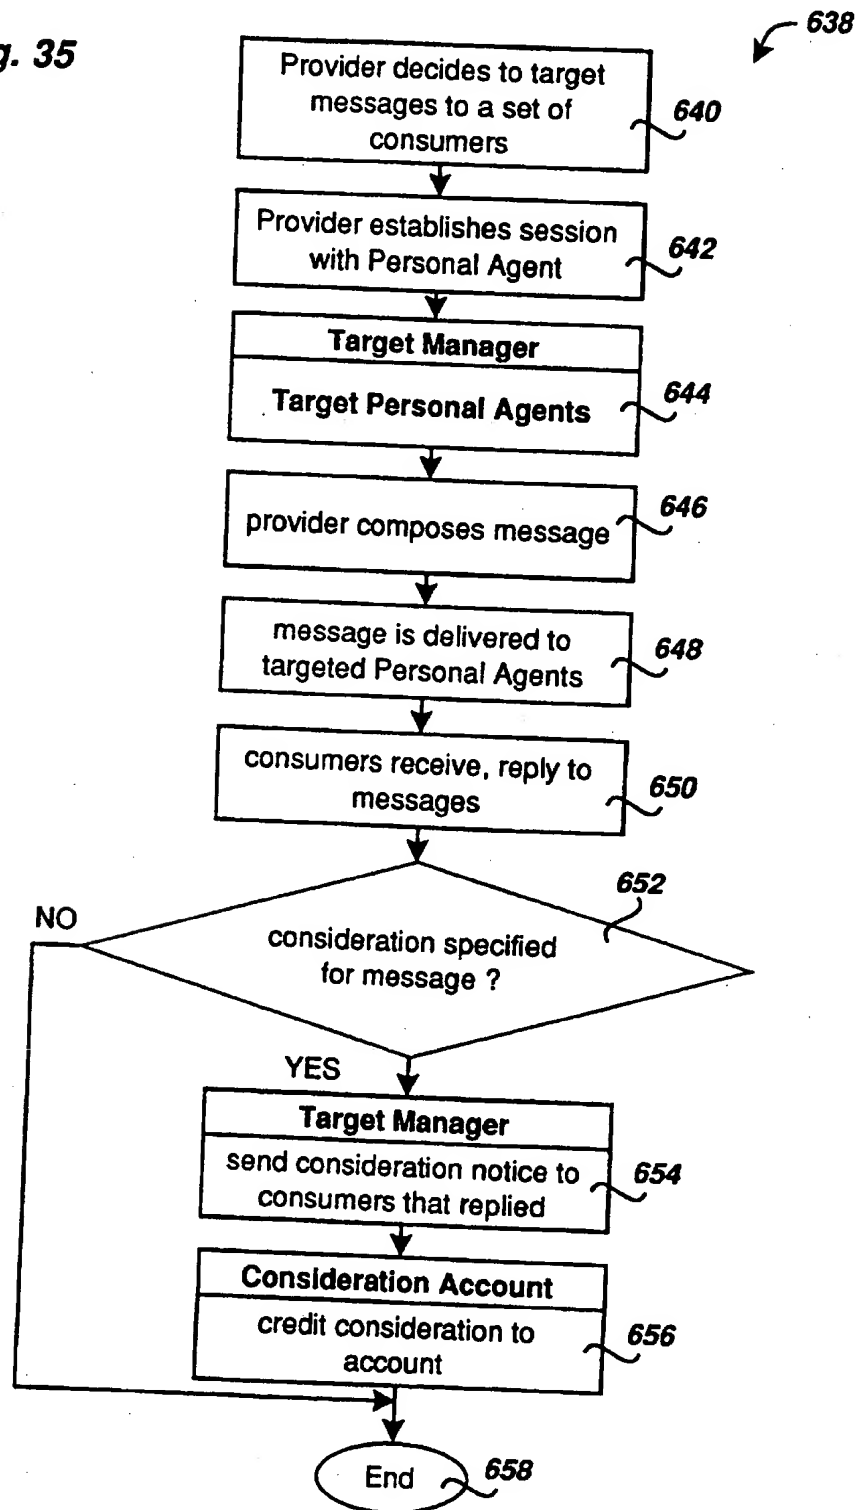 g. 35
638
Provider decides to target
messages to a set of
consumers
640
Provider establishes session
with Personal Agent
642
Target Manager
Target Personal Agents
644
provider composes message
646
message is delivered to
targeted Personal Agents
648
consumers receive, reply to
messages
650
652
NO
consideration specified
for message ?
YES
Target Manager
send consideration notice to
consumers that replied
654
Consideration Account
credit consideration to
account
656
End
658